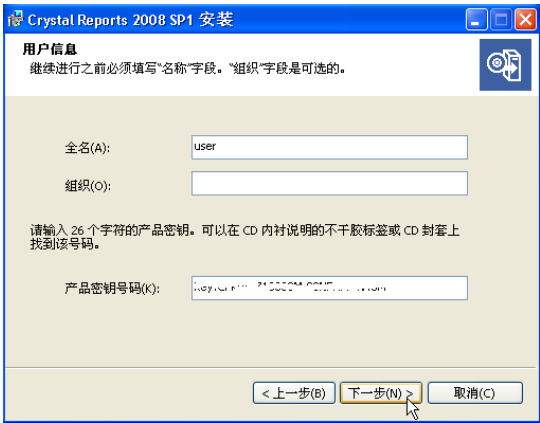 Crystal Reports 2008 SP1 安装
用户信息
继续进行之前必须填写“名称”字段。“组织”字段是可选的。
全名(A):
user
组织(O):
请输入 26 个字符的产品密钥。可以在 CD 内衬说明的不干胶标签或 CD 封套上
找到该号码。
产品密钥号码(K):
< 上一步(B)
下一步(N) >
取消(C)